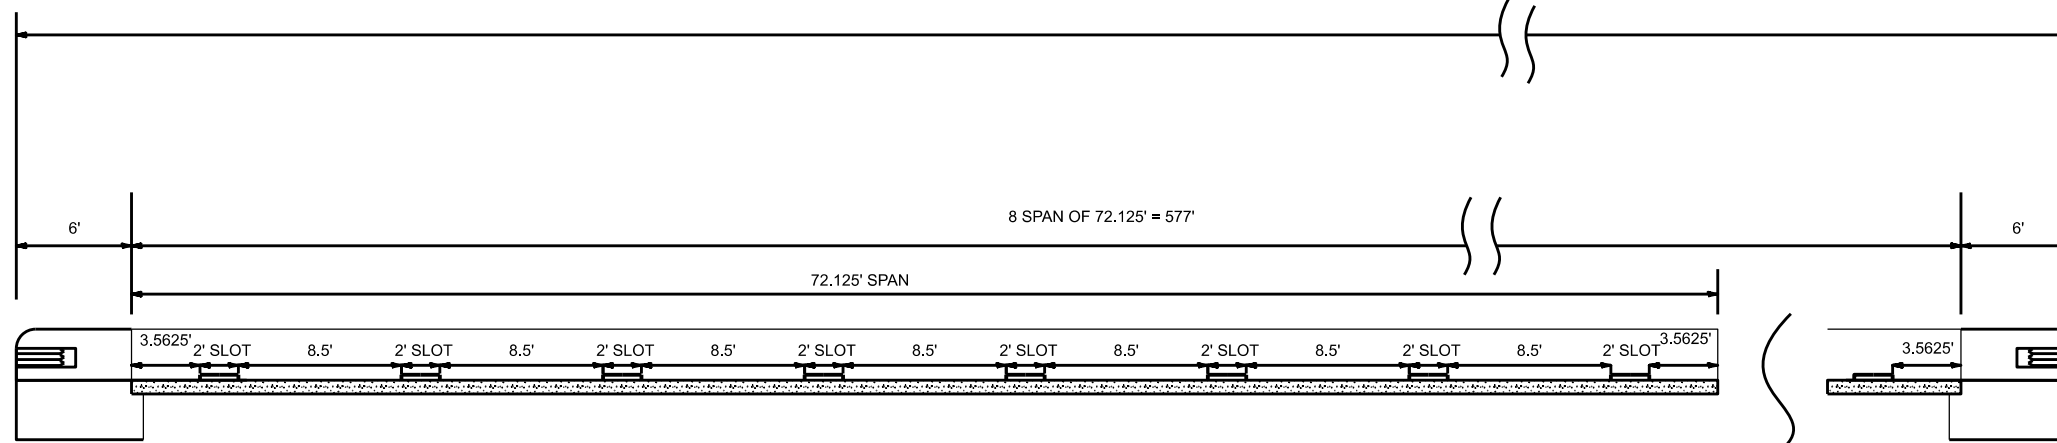 8 SPAN OF 72.125' = 577'
6'
6'
72.125' SPAN
3.5625'
2' SLOT
8.5'
2' SLOT
8.5'
2' SLOT
8.5'
2' SLOT
8.5'
2' SLOT
8.5'
2' SLOT
8.5'
2' SLOT
8.5'
2' SLOT
3.5625'
3.5625'